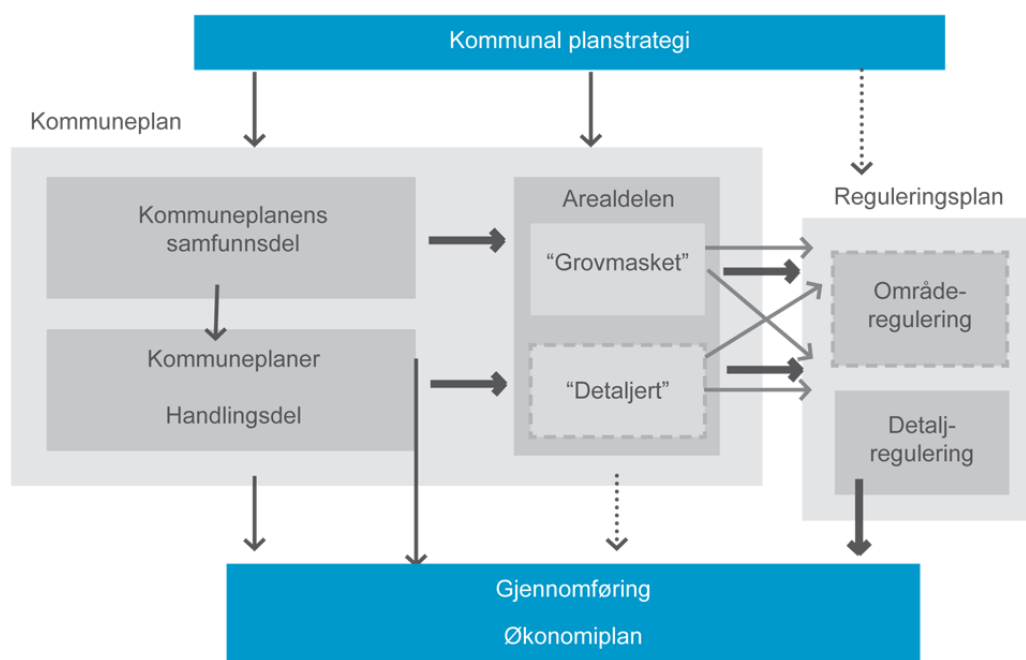 Kommunal planstrategi
Kommuneplan
Kommuneplanens
samfunnsdel
Kommuneplaner
Handlingsdel
Arealdelen
“Grovmasket”
“Detaljert”
Reguleringsplan
Område-
regulering
Detalj-
regulering
Gjennomføring
Økonomiplan